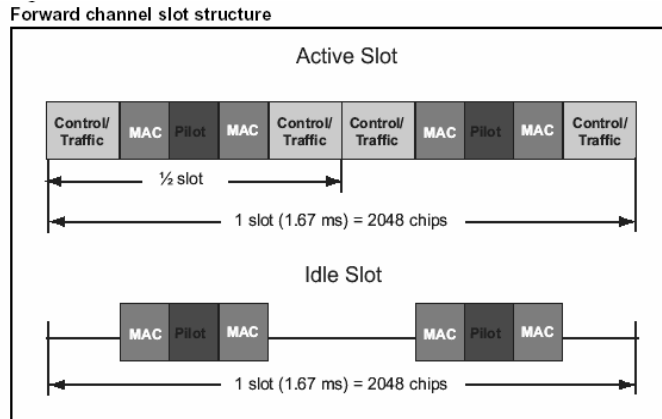 Forward channel slot structure
Active Slot
Control/ Traffic MAC Pilot MAC Control/ Traffic Control/ Traffic MAC Pilot MAC Control/ Traffic
½ slot
1 slot (1.67 ms) = 2048 chips
Idle Slot
MAC Pilot MAC MAC Pilot MAC
1 slot (1.67 ms) = 2048 chips